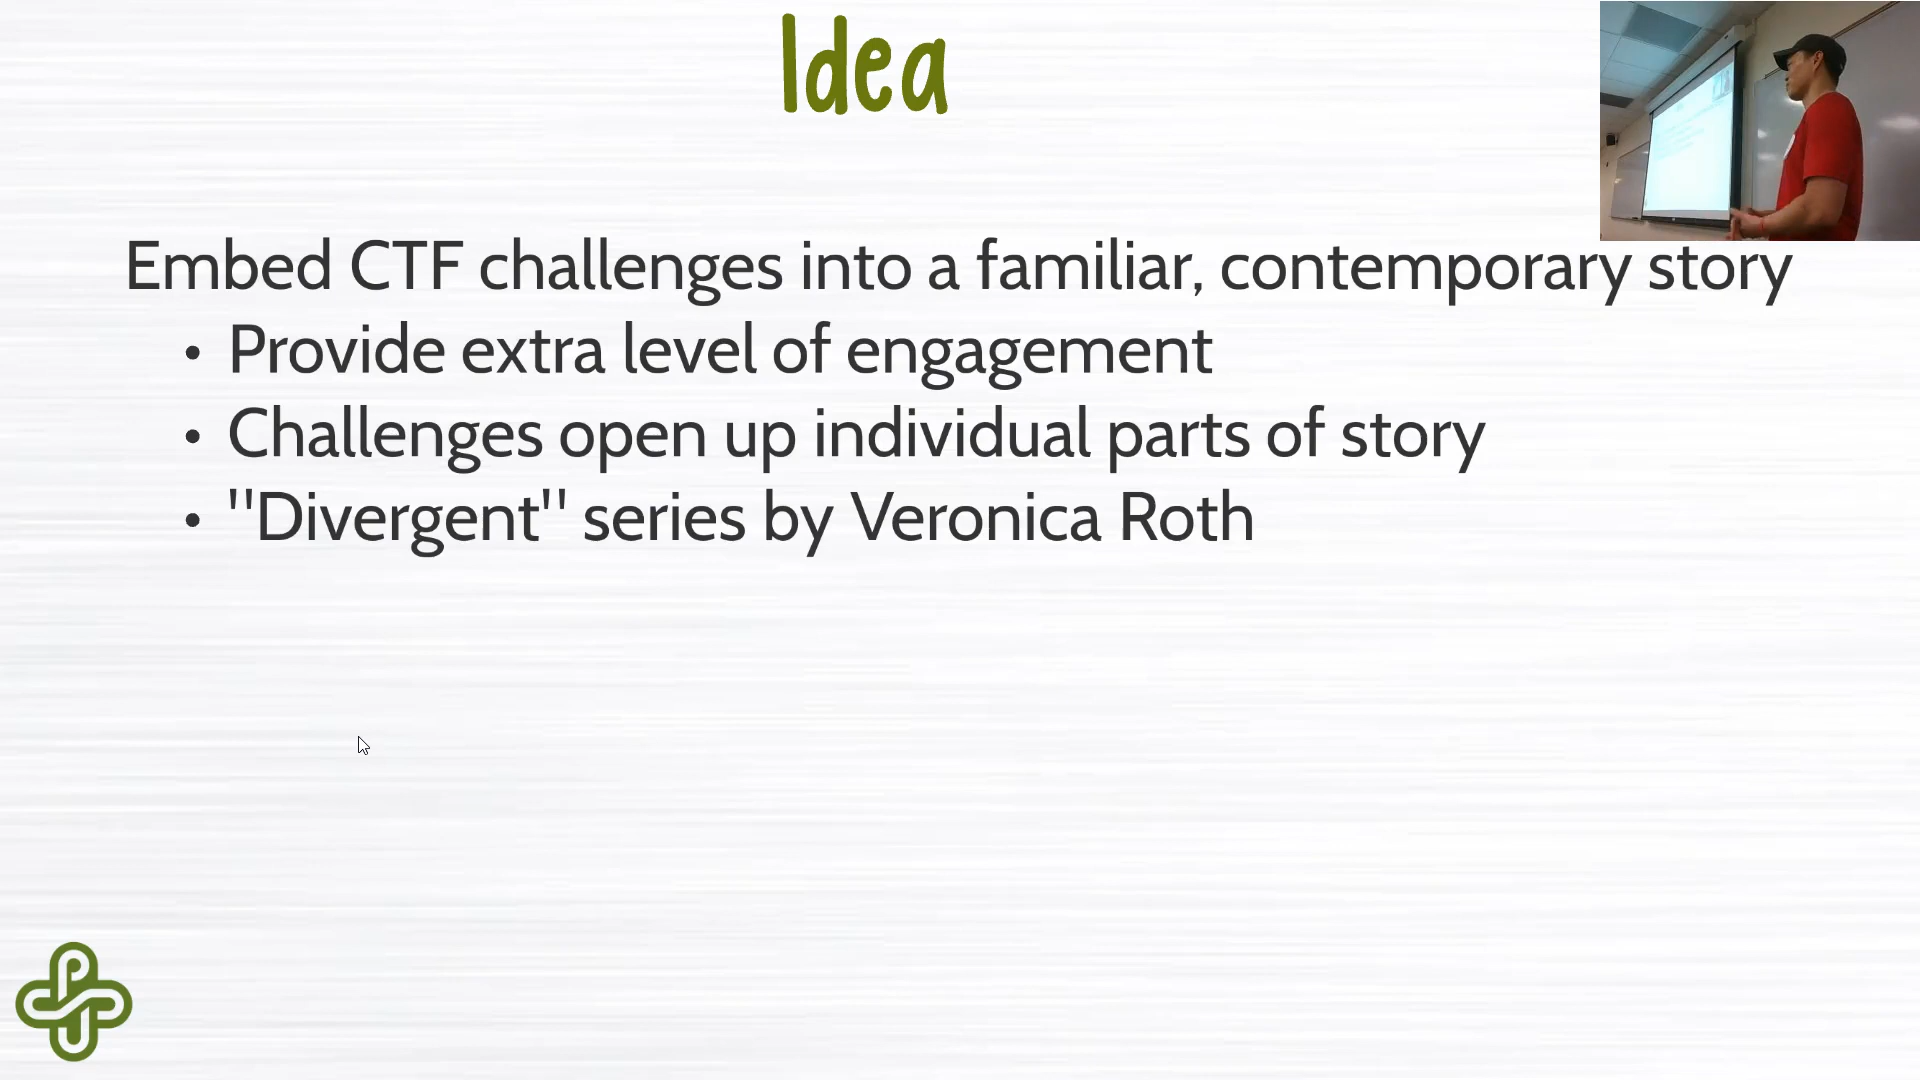 Idea
Embed CTF challenges into a familiar, contemporary story
• Provide extra level of engagement
• Challenges open up individual parts of story
• "Divergent" series by Veronica Roth